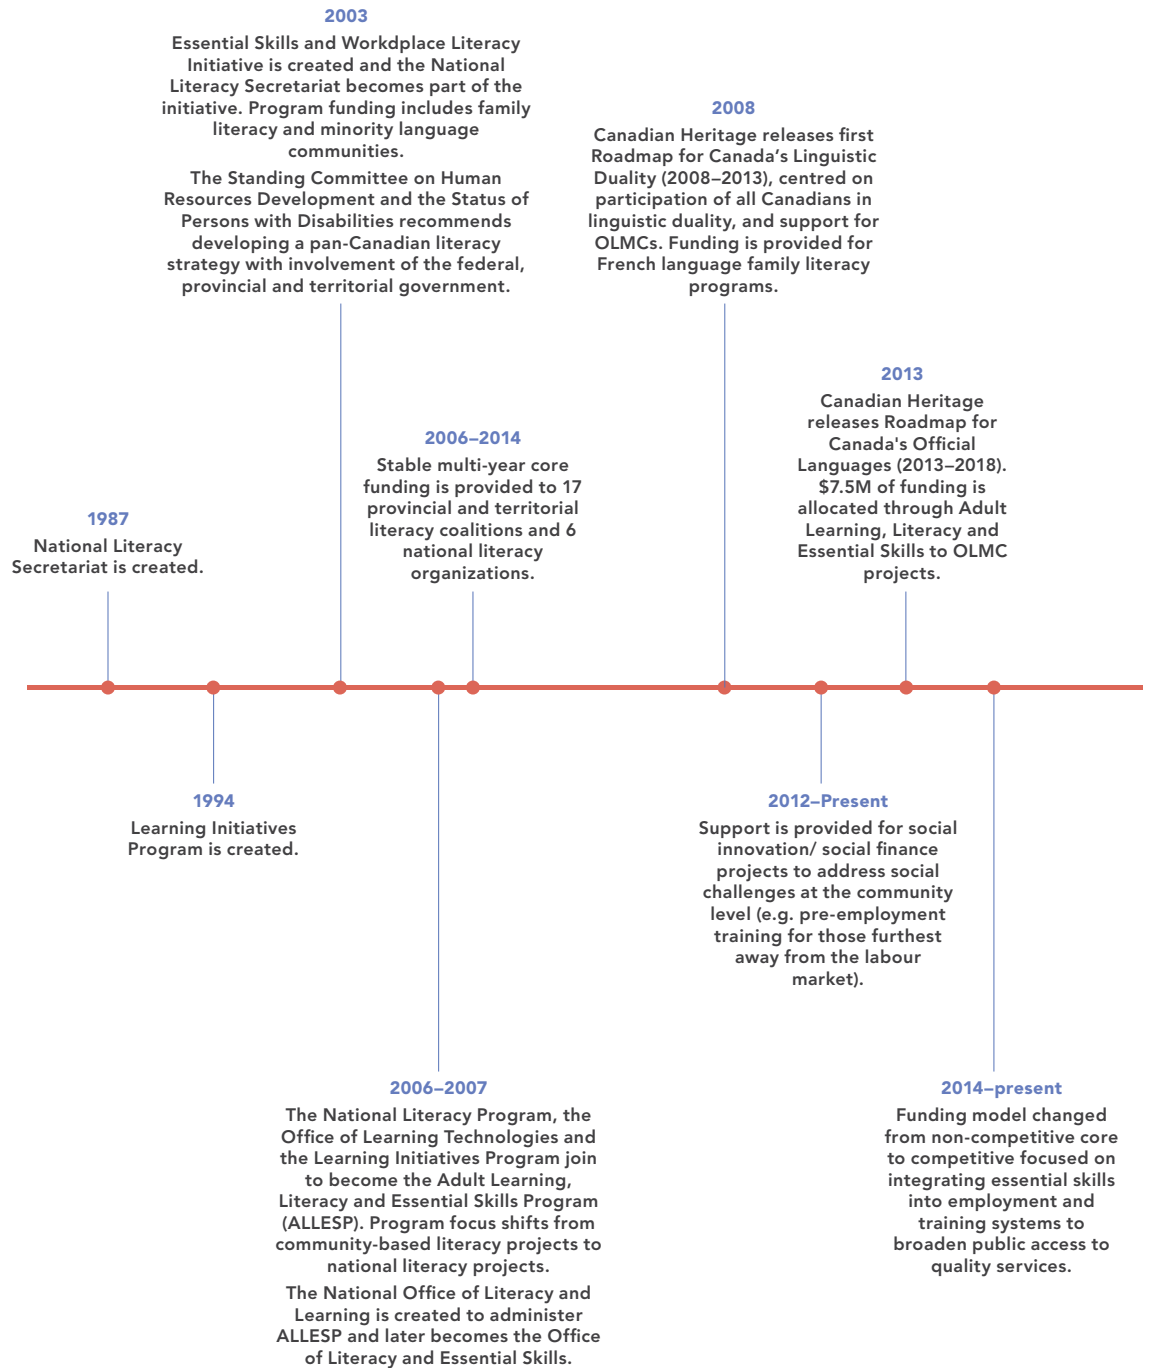 2003
Essential Skills and Workdplace Literacy
Initiative is created and the National
Literacy Secretariat becomes part of the
initiative. Program funding includes family
literacy and minority language
communities.
The Standing Committee on Human
Resources Development and the Status of
Persons with Disabilities recommends
developing a pan-Canadian literacy
strategy with involvement of the federal,
provincial and territorial government.
2008
Canadian Heritage releases first
Roadmap for Canada’s Linguistic
Duality (2008–2013), centred on
participation of all Canadians in
linguistic duality, and support for
OLMCs. Funding is provided for
French language family literacy
programs.
2013
Canadian Heritage
releases Roadmap for
Canada's Official
Languages (2013–2018).
$7.5M of funding is
allocated through Adult
Learning, Literacy and
Essential Skills to OLMC
projects.
2006–2014
Stable multi-year core
funding is provided to 17
provincial and territorial
literacy coalitions and 6
national literacy
organizations.
1987
National Literacy
Secretariat is created.
1994
Learning Initiatives
Program is created.
2012–Present
Support is provided for social
innovation/ social finance
projects to address social
challenges at the community
level (e.g. pre-employment
training for those furthest
away from the labour
market).
2006–2007
The National Literacy Program, the
Office of Learning Technologies and
the Learning Initiatives Program join
to become the Adult Learning,
Literacy and Essential Skills Program
(ALLESP). Program focus shifts from
community-based literacy projects to
national literacy projects.
The National Office of Literacy and
Learning is created to administer
ALLESP and later becomes the Office
of Literacy and Essential Skills.
2014–present
Funding model changed
from non-competitive core
to competitive focused on
integrating essential skills
into employment and
training systems to
broaden public access to
quality services.